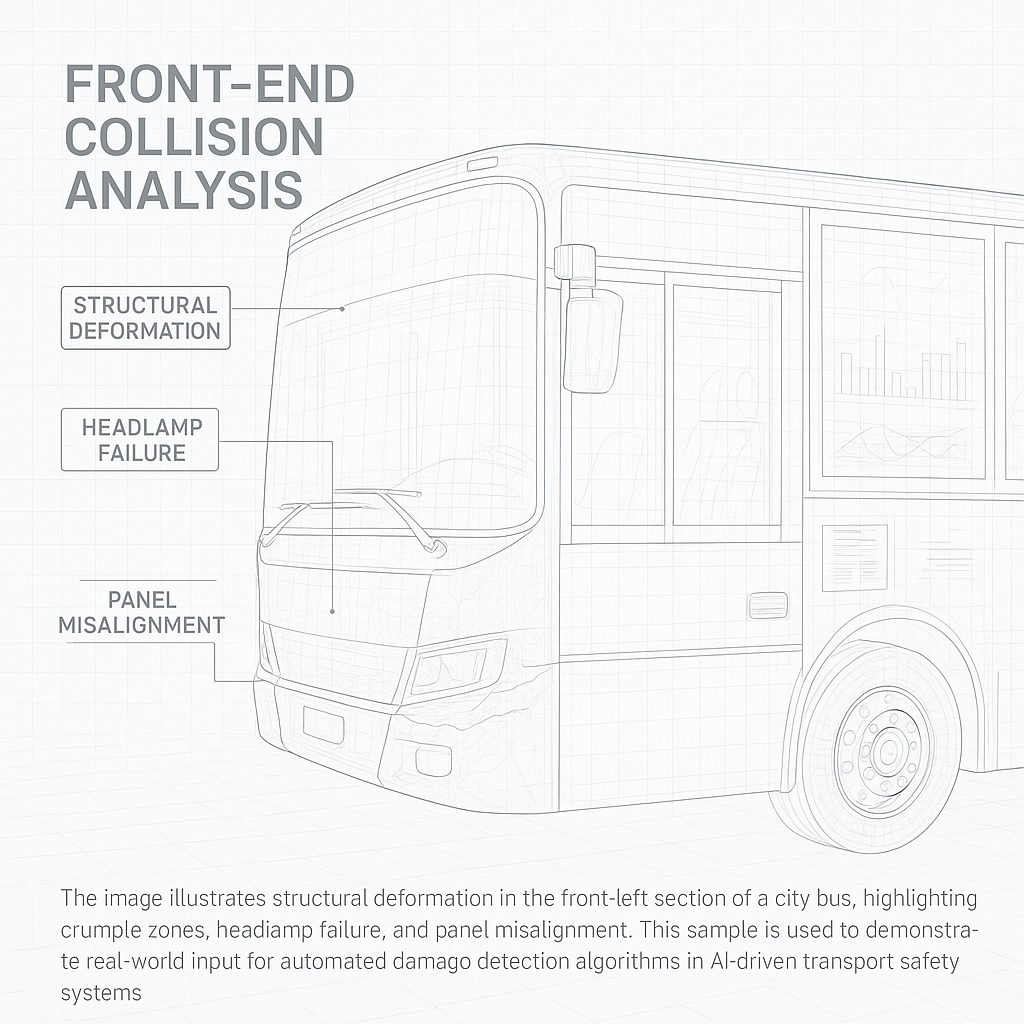 FRONT-END
COLLISION
ANALYSIS
STRUCTURAL
DEFORMATION
HEADLAMP
FAILURE
PANEL
MISALIGNMENT
The image illustrates structural deformation in the front-left section of a city bus, highlighting
crumple zones, headiamp failure, and panel misalignment. This sample is used to demonstra-
te real-world input for automated damago detection algorithms in AI-driven transport safety
systems